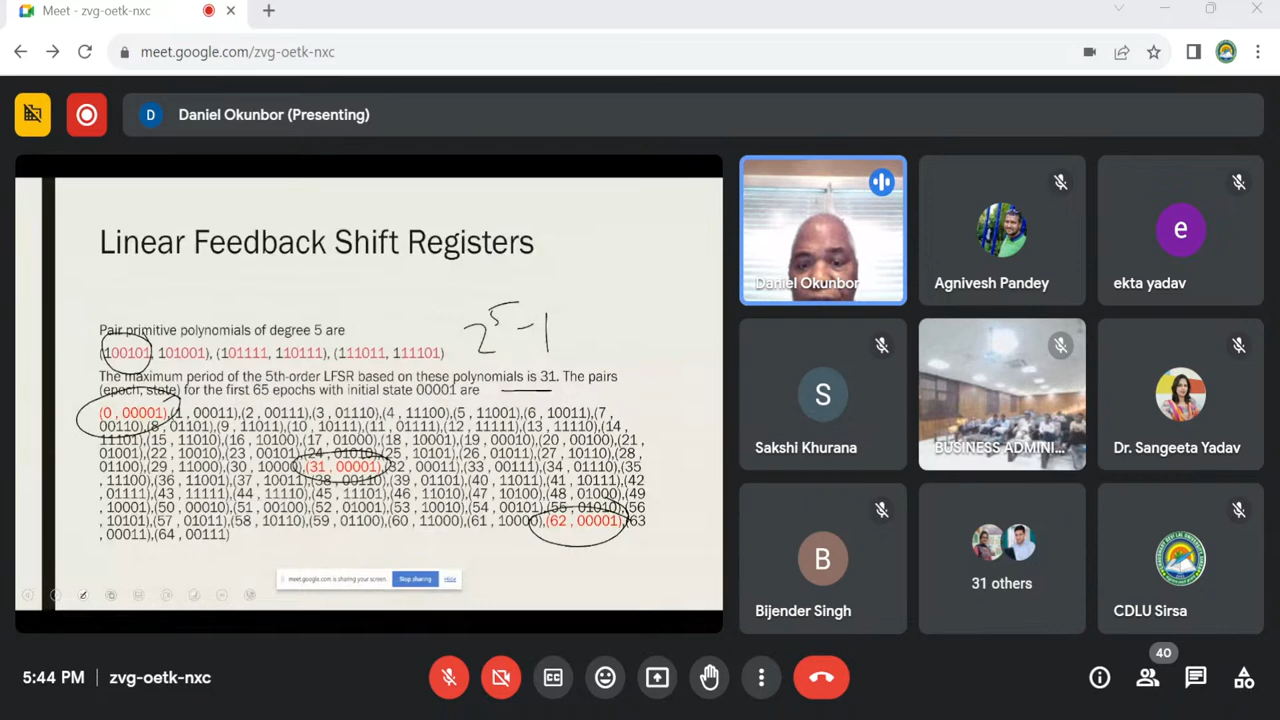 Meet - zvg-oetk-nxc
meet.google.com/zvg-oetk-nxc
D Daniel Okunbor (Presenting)
Linear Feedback Shift Registers
2^5 - 1
Pair primitive polynomials of degree 5 are
(100101, 101001), (101111, 110111), (111011, 111101)
The maximum period of the 5th-order LFSR based on these polynomials is 31. The pairs
(epoch, state) for the first 65 epochs with initial state 00001 are
(0 , 00001),(1 , 00011),(2 , 00111),(3 , 01110),(4 , 11100),(5 , 11001),(6 , 10011),(7 ,
00110),(8 , 01101),(9 , 11011),(10 , 10111),(11 , 01111),(12 , 11111),(13 , 11110),(14 ,
11101),(15 , 11010),(16 , 10100),(17 , 01000),(18 , 10001),(19 , 00010),(20 , 00100),(21 ,
01001),(22 , 10010),(23 , 00101),(24 , 01010),(25 , 10101),(26 , 01011),(27 , 10110),(28 ,
01100),(29 , 11000),(30 , 10000),(31 , 00001),(32 , 00011),(33 , 00111),(34 , 01110),(35
, 11100),(36 , 11001),(37 , 10011),(38 , 00110),(39 , 01101),(40 , 11011),(41 , 10111),(42
, 01111),(43 , 11111),(44 , 11110),(45 , 11101),(46 , 11010),(47 , 10100),(48 , 01000),(49
, 10001),(50 , 00010),(51 , 00100),(52 , 01001),(53 , 10010),(54 , 00101),(55 , 01010),(56
, 10101),(57 , 01011),(58 , 10110),(59 , 01100),(60 , 11000),(61 , 10000),(62 , 00001),(63
, 00011),(64 , 00111)
meet.google.com is sharing your screen. Stop sharing Hide
Daniel Okunbor
Agnivesh Pandey
e
ekta yadav
S
Sakshi Khurana
BUSINESS ADMINI...
Dr. Sangeeta Yadav
B
Bijender Singh
31 others
CDLU Sirsa
5:44 PM | zvg-oetk-nxc
CC
40